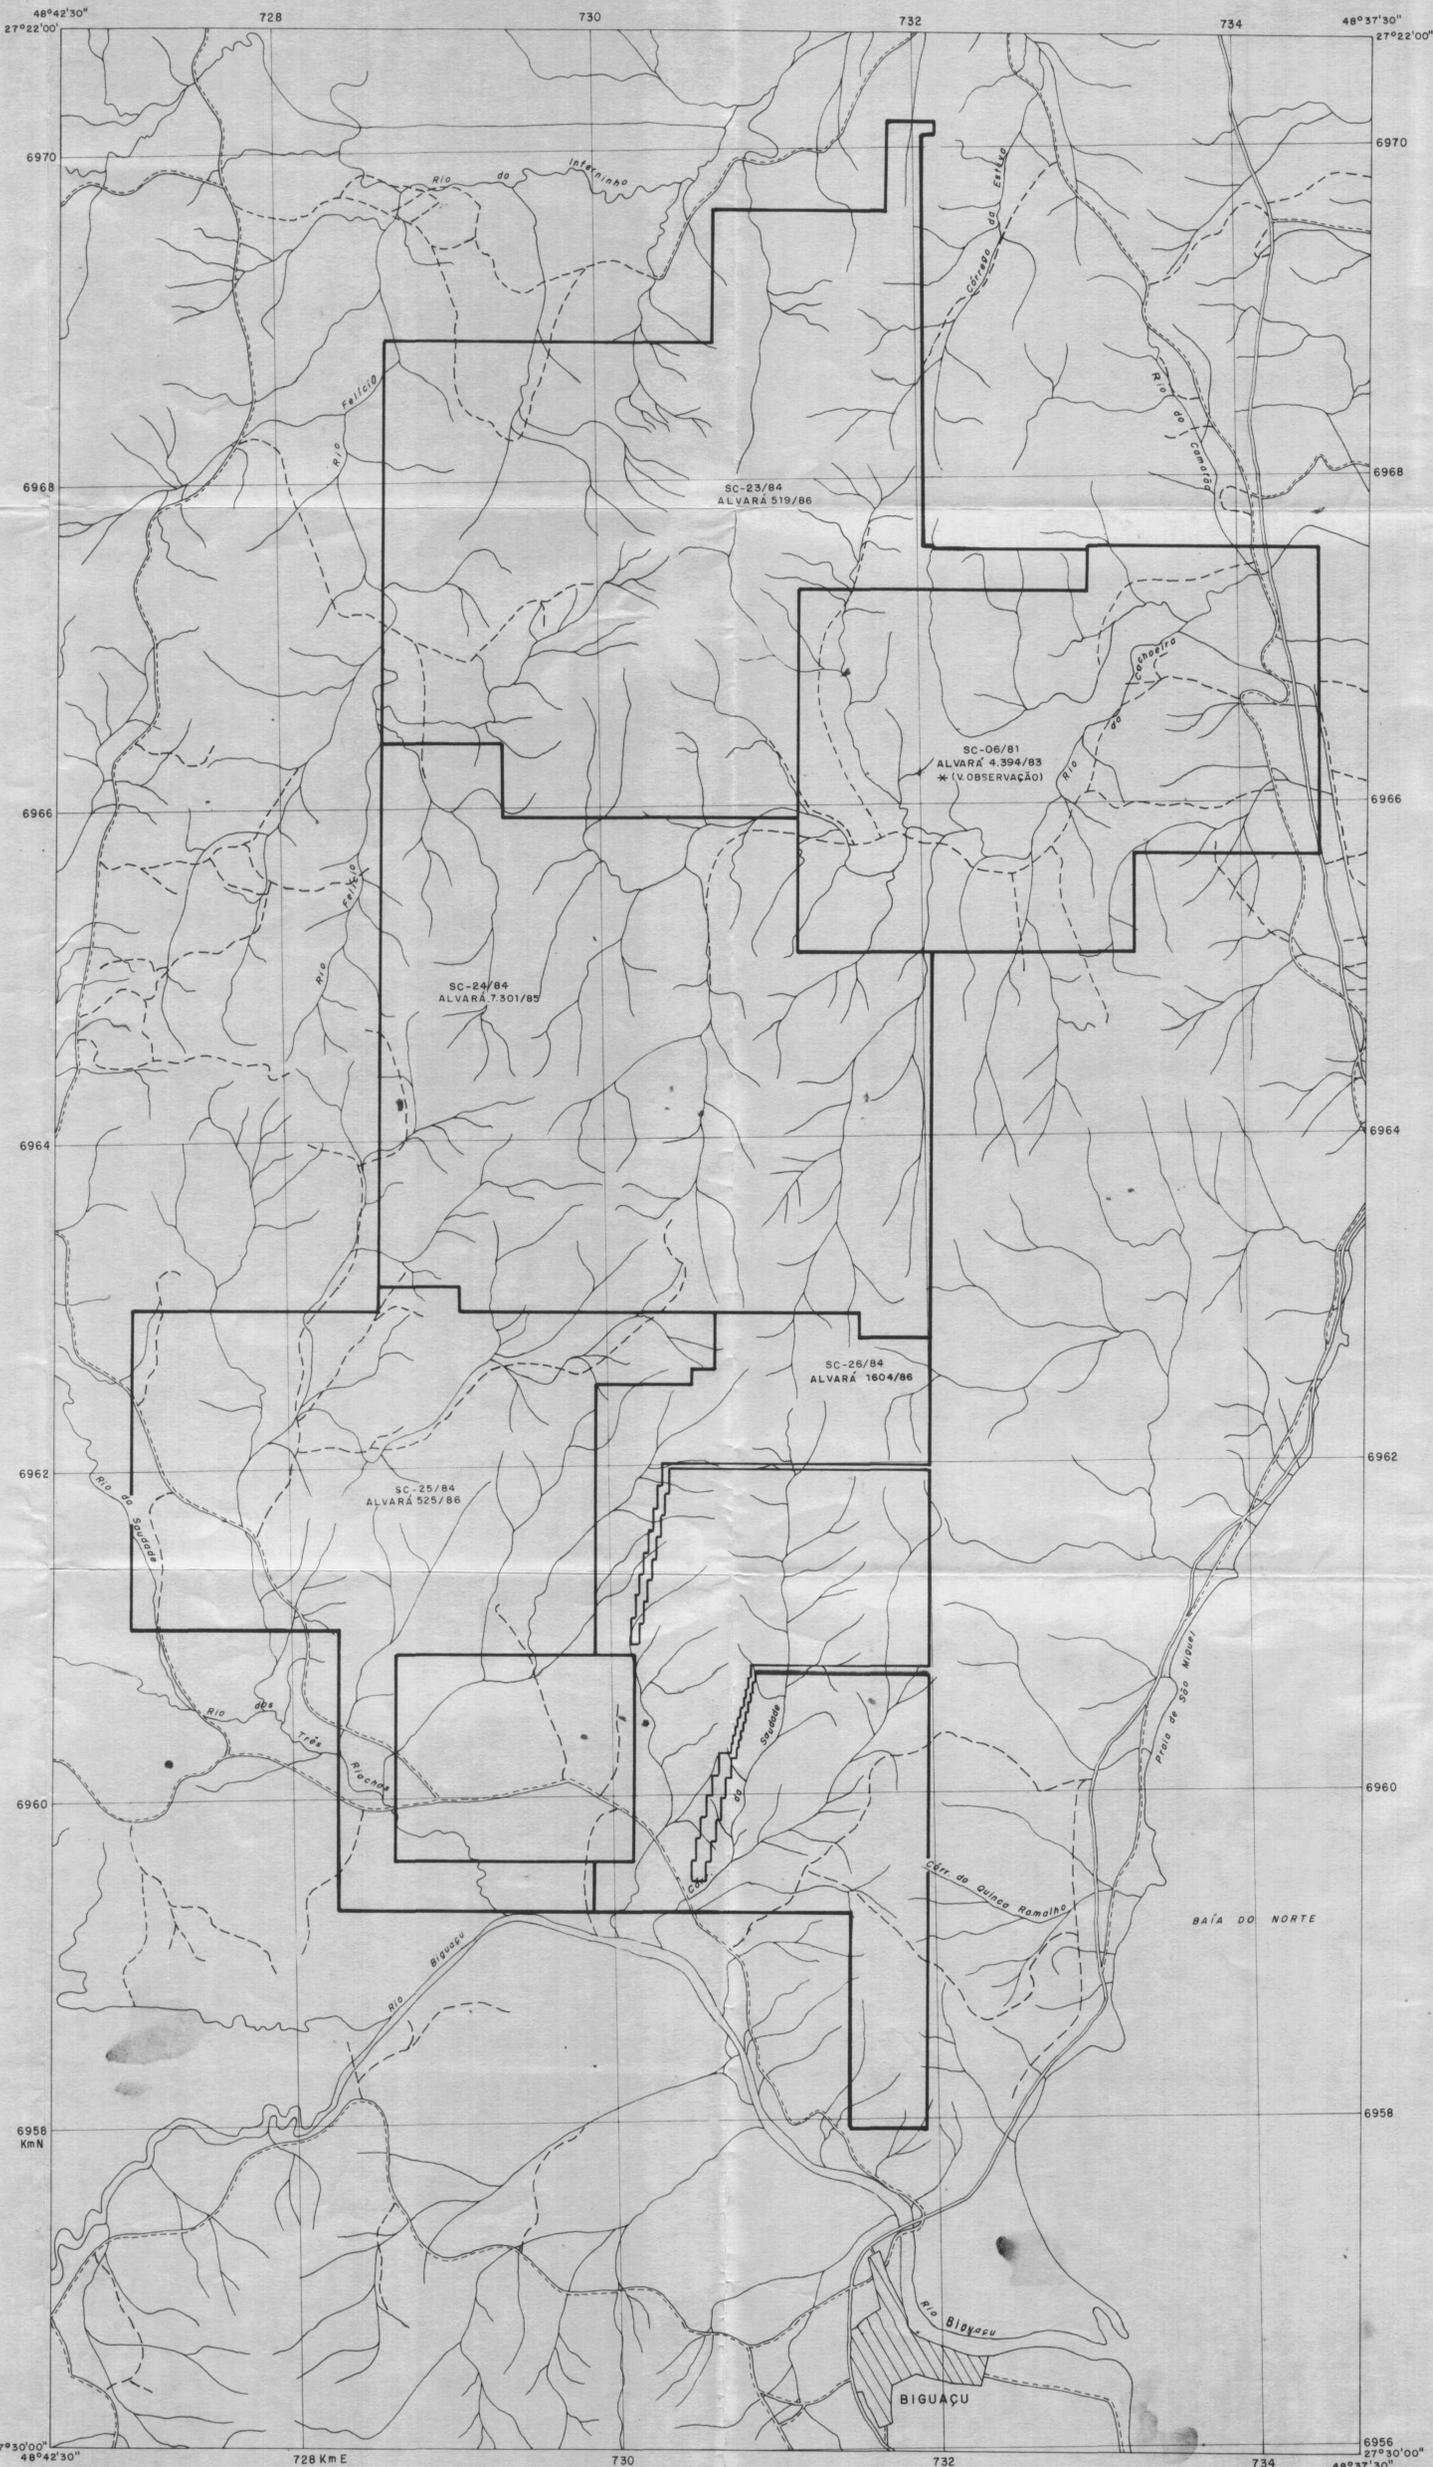 48°42'30"
728
730
732
734
48°37'30"
27°22'00"
27°22'00"
6970
6970
Rio do Inferninho
Córrego do Esteva
Rio Felício
Rio do Camarão
6968
6968
SC-23/84
ALVARÁ 519/86
Rio da Cachoeira
SC-06/81
ALVARÁ 4.394/83
* (V. OBSERVAÇÃO)
6966
6966
Rio Felício
SC-24/84
ALVARÁ 7.301/85
6964
6964
SC-26/84
ALVARÁ 1604/86
6962
6962
SC-25/84
ALVARÁ 525/86
Rio da Saudade
Praia de São Miguel
Rio dos Três Riachos
Cór. da Saudade
6960
6960
Córr. do Quinca Ramalho
BAÍA DO NORTE
Rio Biguaçu
6958
KmN
6958
Rio Biguaçu
BIGUAÇU
7°30'00"
48°42'30"
728 Km E
730
732
734
6956
27°30'00"
48°37'30"